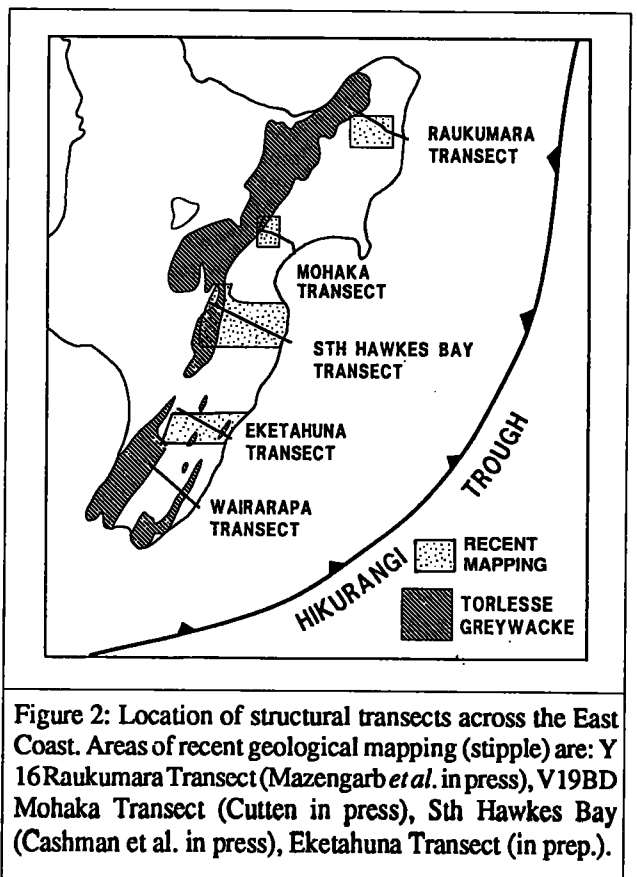 RAUKUMARA
TRANSECT
MOHAKA
TRANSECT
STH HAWKES BAY
TRANSECT
EKETAHUNA
TRANSECT
WAIRARAPA
TRANSECT
HIKURANGI TROUGH
RECENT
MAPPING
TORLESSE
GREYWACKE
Figure 2: Location of structural transects across the East
Coast. Areas of recent geological mapping (stipple) are: Y
16 Raukumara Transect (Mazengarb et al. in press), V19BD
Mohaka Transect (Cutten in press), Sth Hawkes Bay
(Cashman et al. in press), Eketahuna Transect (in prep.).